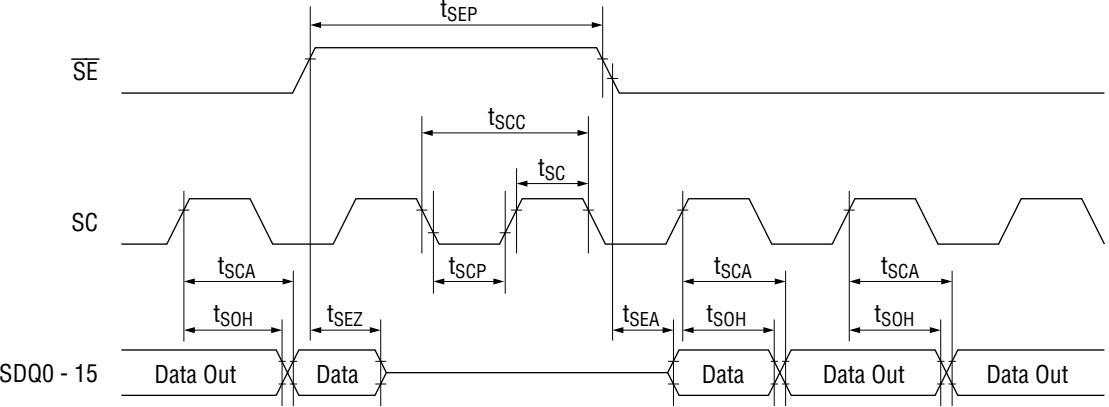 tSEP
SE
tSCC
tSC
SC
tSCP
tSCA tSCA tSCA
tSOH tSEZ tSEA tSOH tSOH
SDQ0 - 15 Data Out Data Data Data Out Data Out